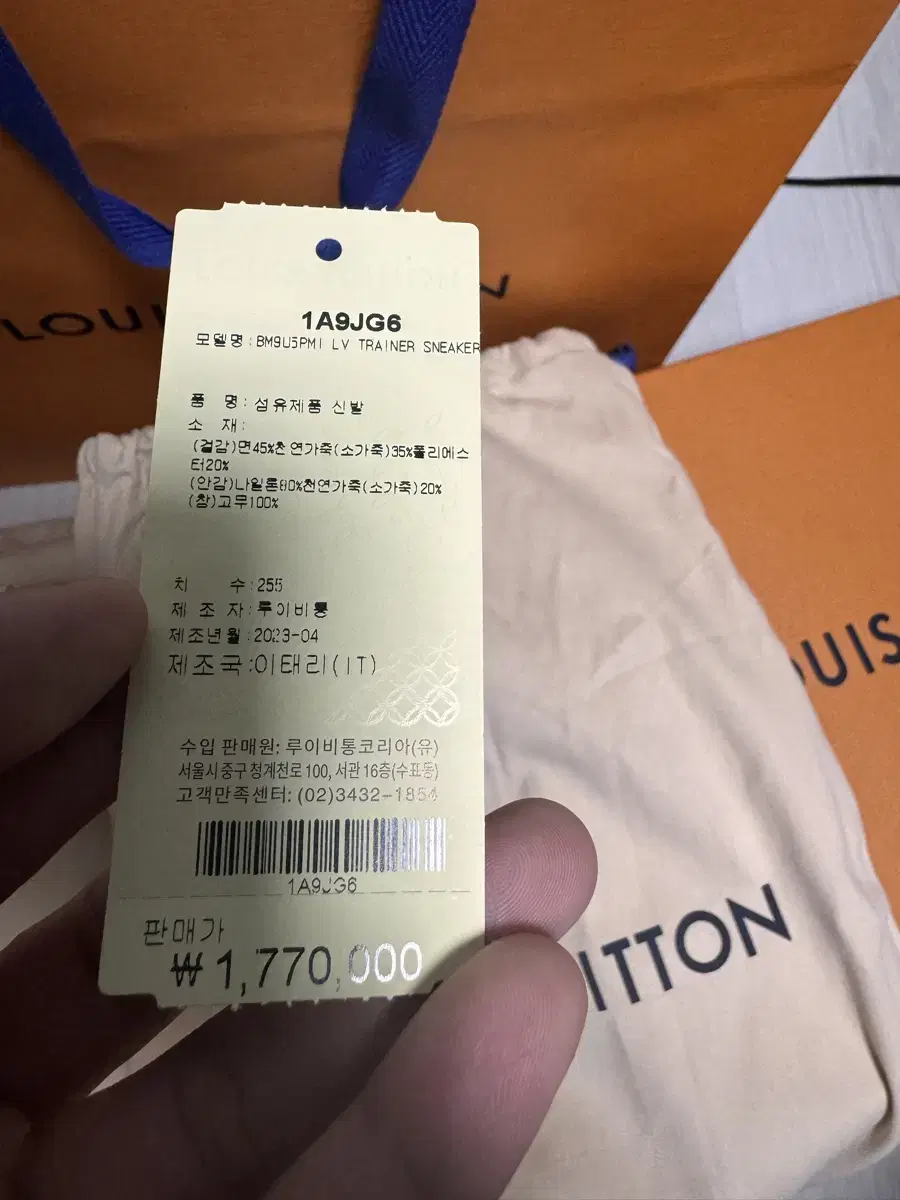 LOUI
N
1A9JG6
모델명:BM9U5PMI LV TRAINER SNEAKER
품 명: 섬유제품 신발
소 재:
(겉감)면45%천연가죽(소가죽)35%폴리에스
터20%
(안감)나일론80%천연가죽(소가죽)20%
(창)고무100%
치 수:255
제 조 자:루이비통
제조년월:2023-04
제조국:이태리(IT)
수입 판매원: 루이비통코리아(유)
서울시 중구 청계천로 100, 서관 16층(수표동)
고객만족센터: (02)3432-1854
1A9JG6
판매가
₩1,770,000
OUIS
ITTON